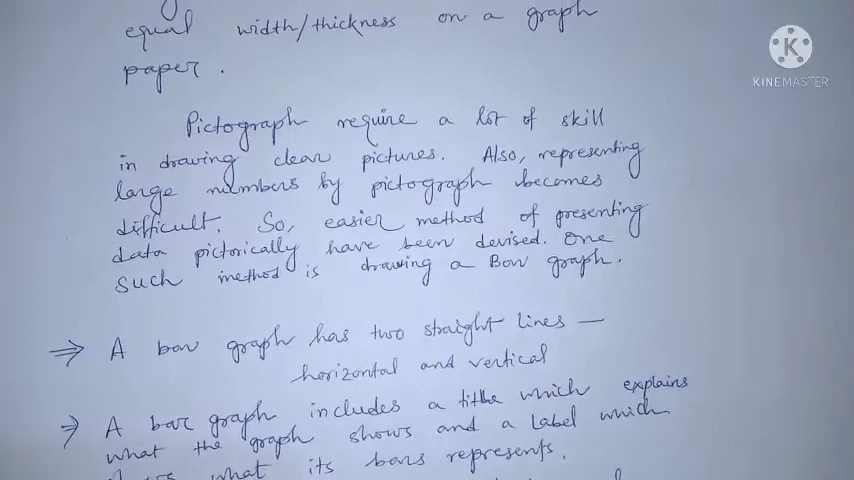 equal width/thickness on a graph
paper.
KINEMASTER
Pictograph require a lot of skill
in drawing clear pictures. Also, representing
large numbers by pictograph becomes
difficult. So, easier method of presenting
data pictorically have been devised. One
such method is drawing a Bar graph.
⇒ A bar graph has two straight lines —
horizontal and vertical
⇒ A bar graph includes a title which explains
what the graph shows and a label which
what its bars represents.